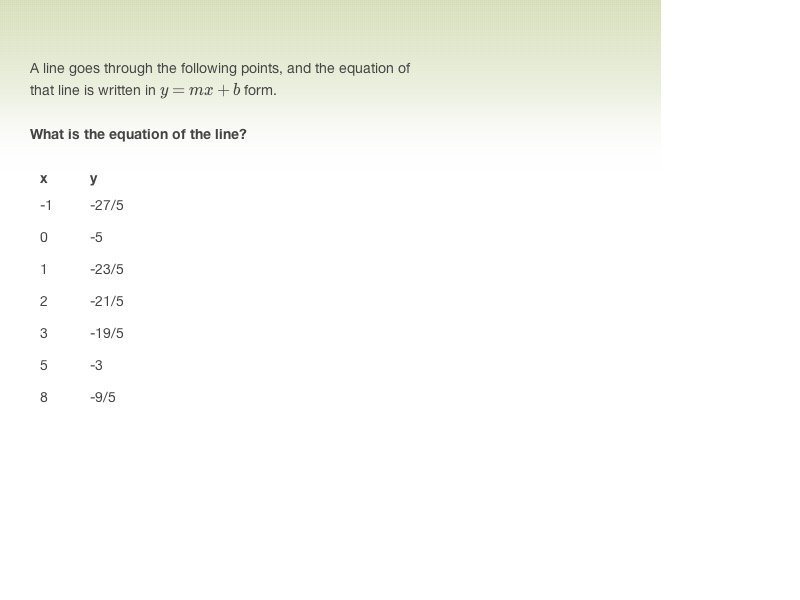 A line goes through the following points, and the equation of
that line is written in y = mx + b form.
What is the equation of the line?
x y
-1 -27/5
0 -5
1 -23/5
2 -21/5
3 -19/5
5 -3
8 -9/5